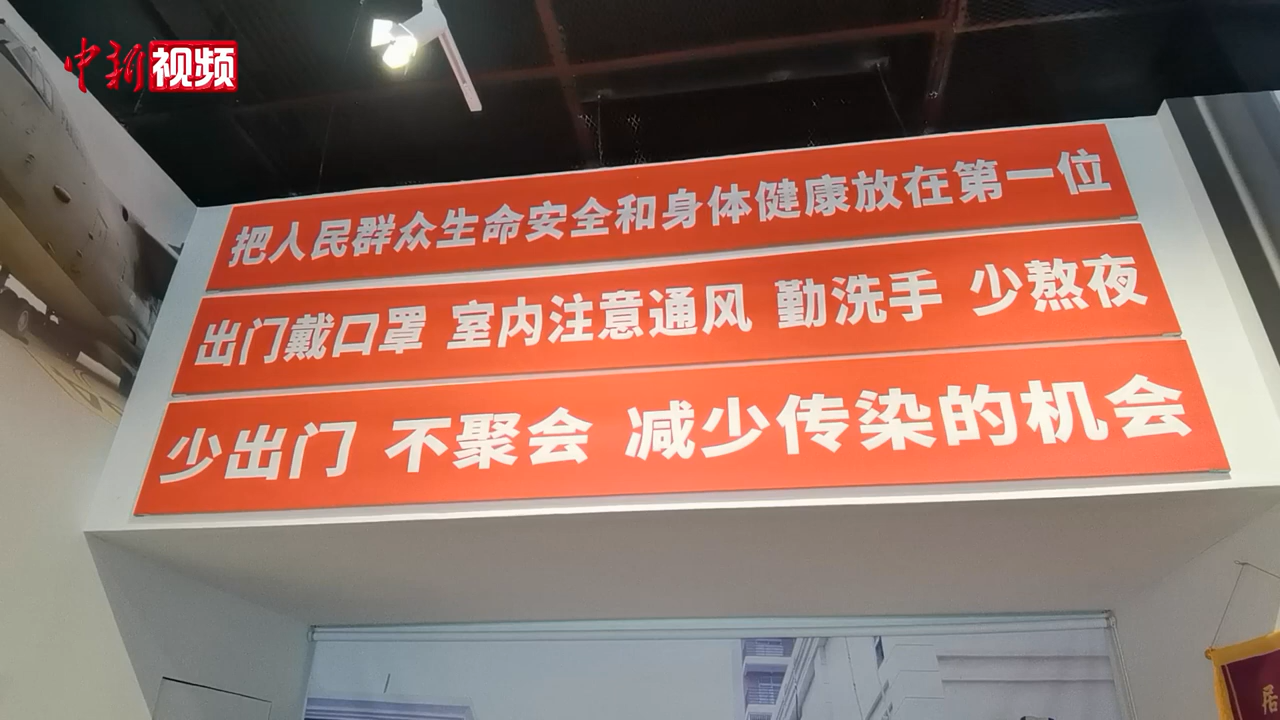 中新视频
把人民群众生命安全和身体健康放在第一位
出门戴口罩 室内注意通风 勤洗手 少熬夜
少出门 不聚会 减少传染的机会
居